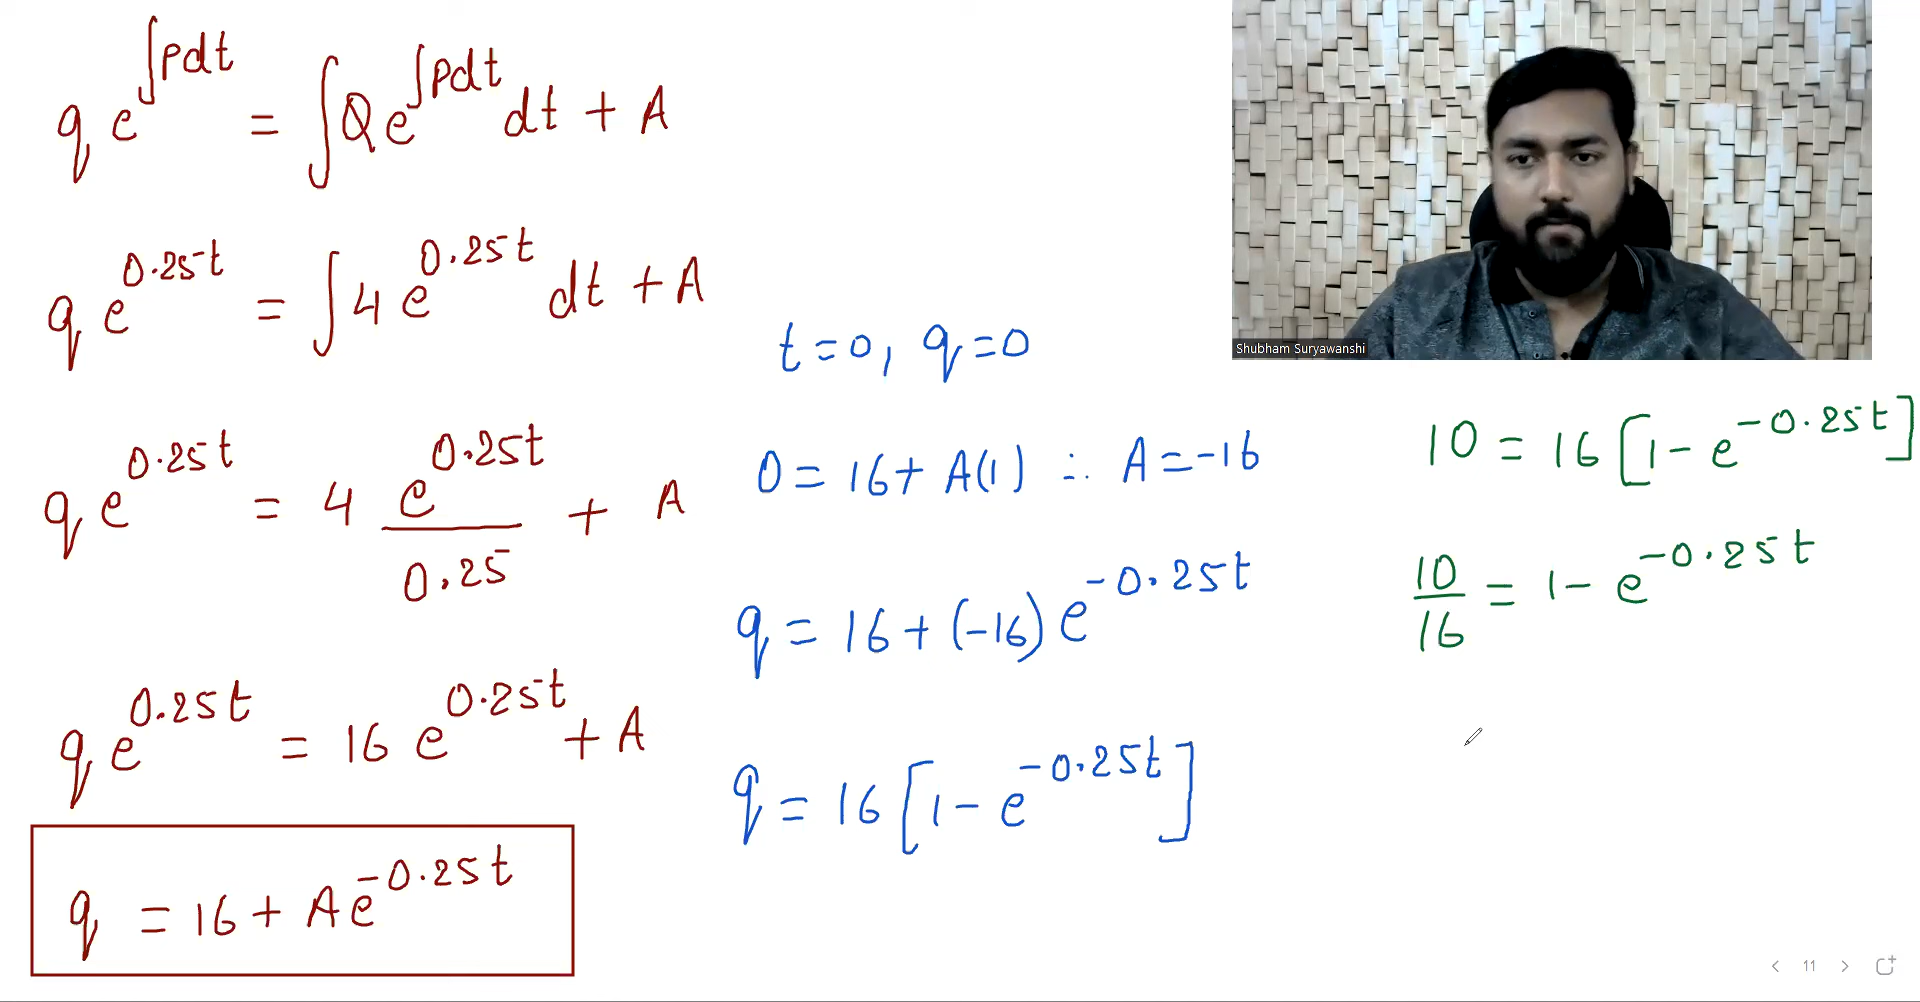 q e^{∫pdt} = ∫Q e^{∫pdt} dt + A
q e^{0.25t} = ∫4 e^{0.25t} dt + A
q e^{0.25t} = 4 e^{0.25t}/0.25 + A
q e^{0.25t} = 16 e^{0.25t} + A
q = 16 + A e^{-0.25t}
t = 0, q = 0
0 = 16 + A(1) ∴ A = -16
q = 16 + (-16) e^{-0.25t}
q = 16 [1 - e^{-0.25t}]
Shubham Suryawanshi
10 = 16 [1 - e^{-0.25t}]
10/16 = 1 - e^{-0.25t}
11